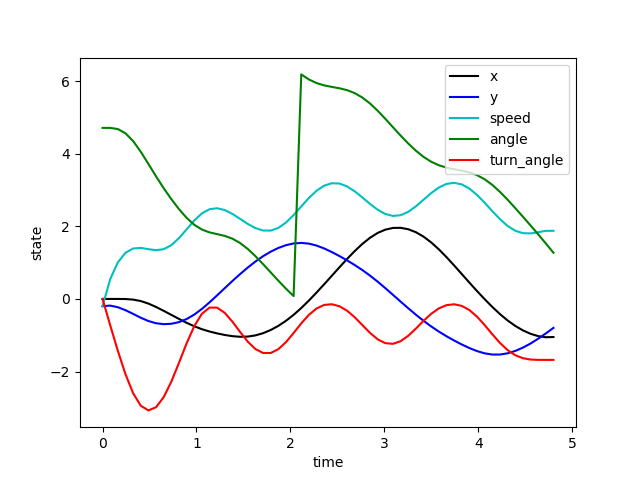 x
y
speed
angle
turn_angle
state
6
4
2
0
−2
0 1 2 3 4 5
time